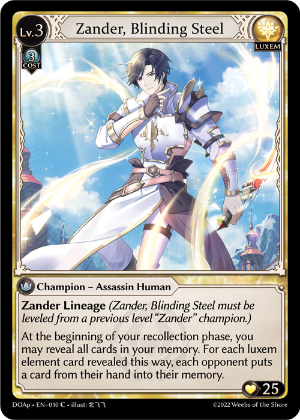 Lv.3
Zander, Blinding Steel
LUXEM
3
COST
Champion – Assassin Human
Zander Lineage (Zander, Blinding Steel must be
leveled from a previous level "Zander" champion.)
At the beginning of your recollection phase, you
may reveal all cards in your memory. For each luxem
element card revealed this way, each opponent puts
a card from their hand into their memory.
25
DOAp • EN-010 C • illust:
©2022 Weebs of the Shore